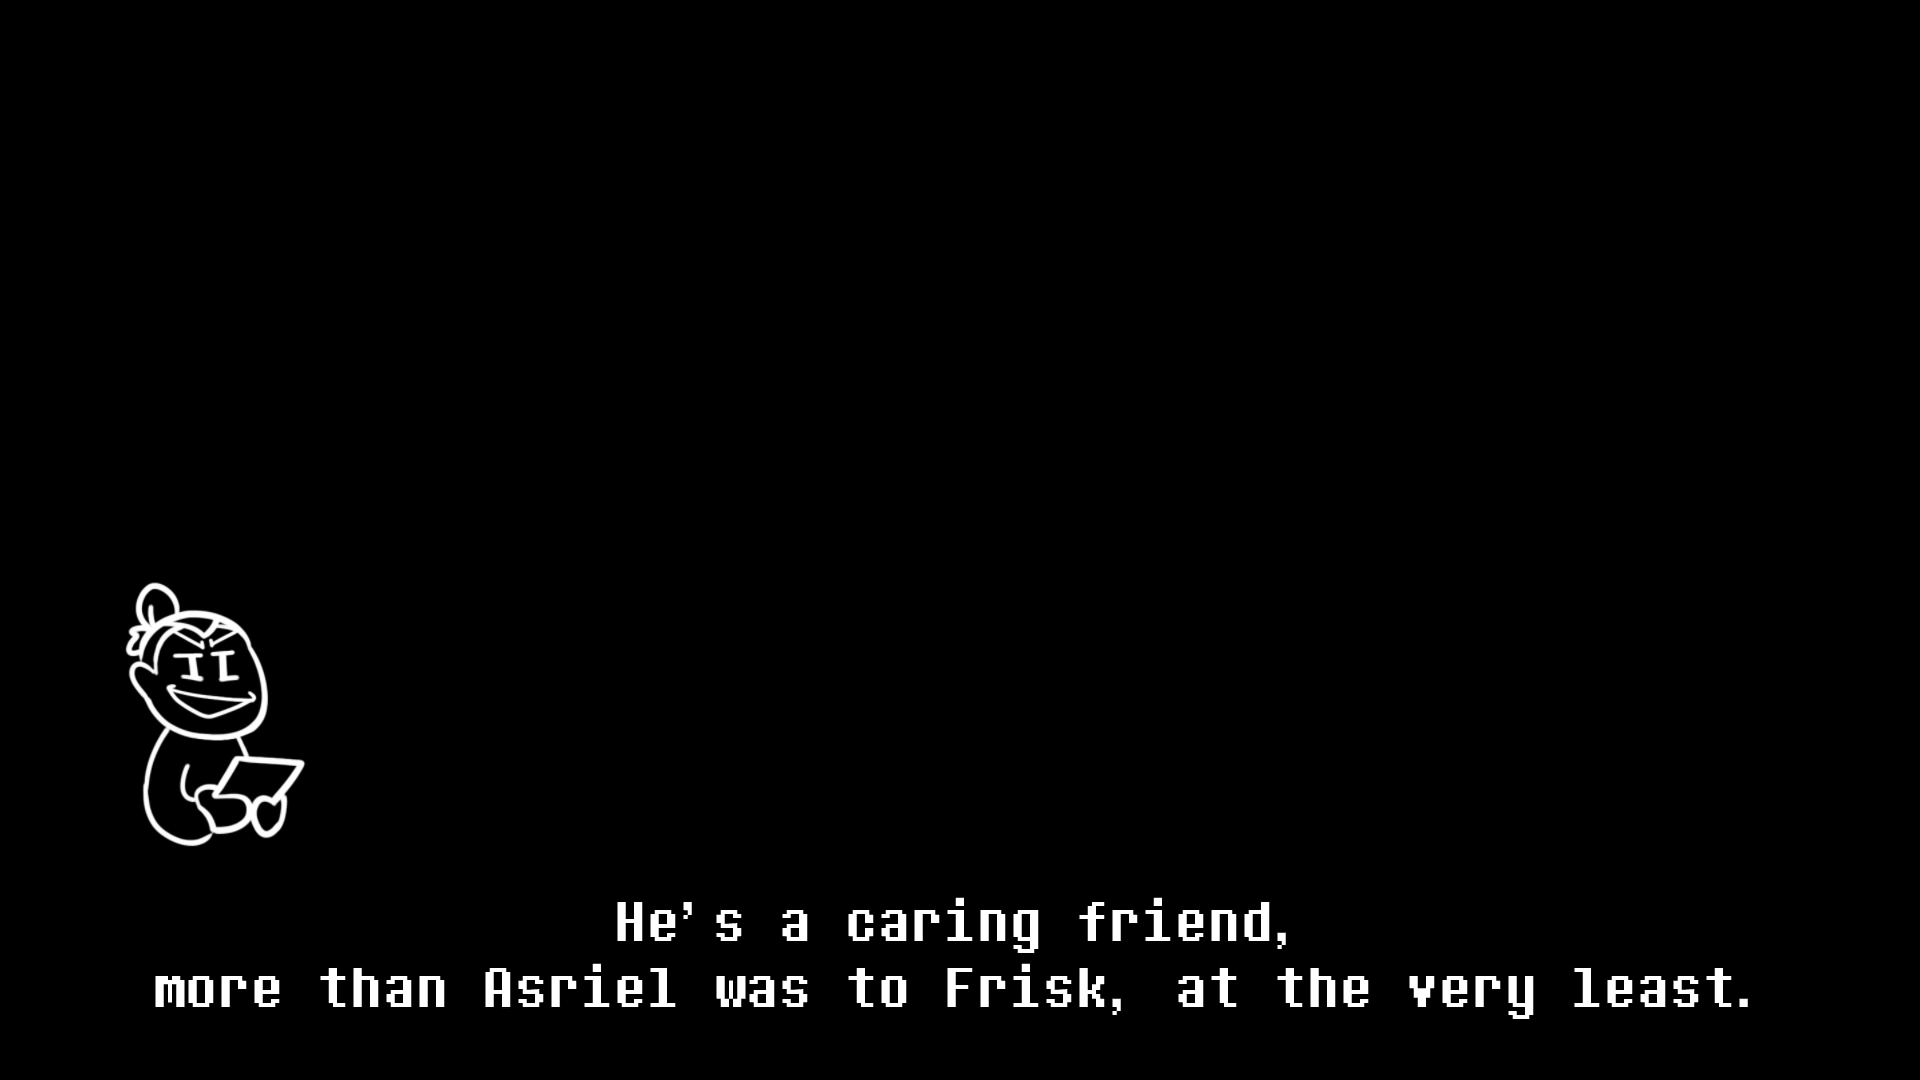 He's a caring friend,
more than Asriel was to Frisk, at the very least.